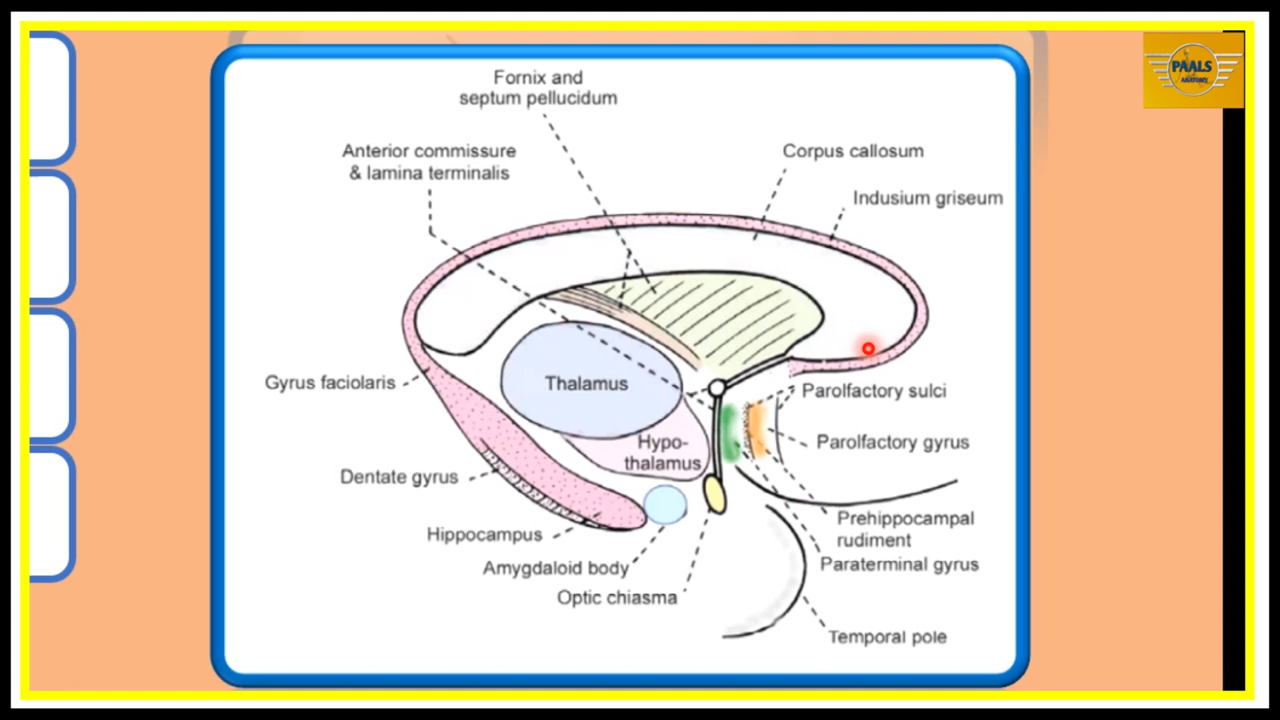 PAALS
ANATOMY
Fornix and
septum pellucidum
Anterior commissure
& lamina terminalis
Corpus callosum
Indusium griseum
Gyrus faciolaris
Thalamus
Parolfactory sulci
Hypo-
thalamus
Parolfactory gyrus
Dentate gyrus
Hippocampus
Prehippocampal
rudiment
Amygdaloid body
Paraterminal gyrus
Optic chiasma
Temporal pole